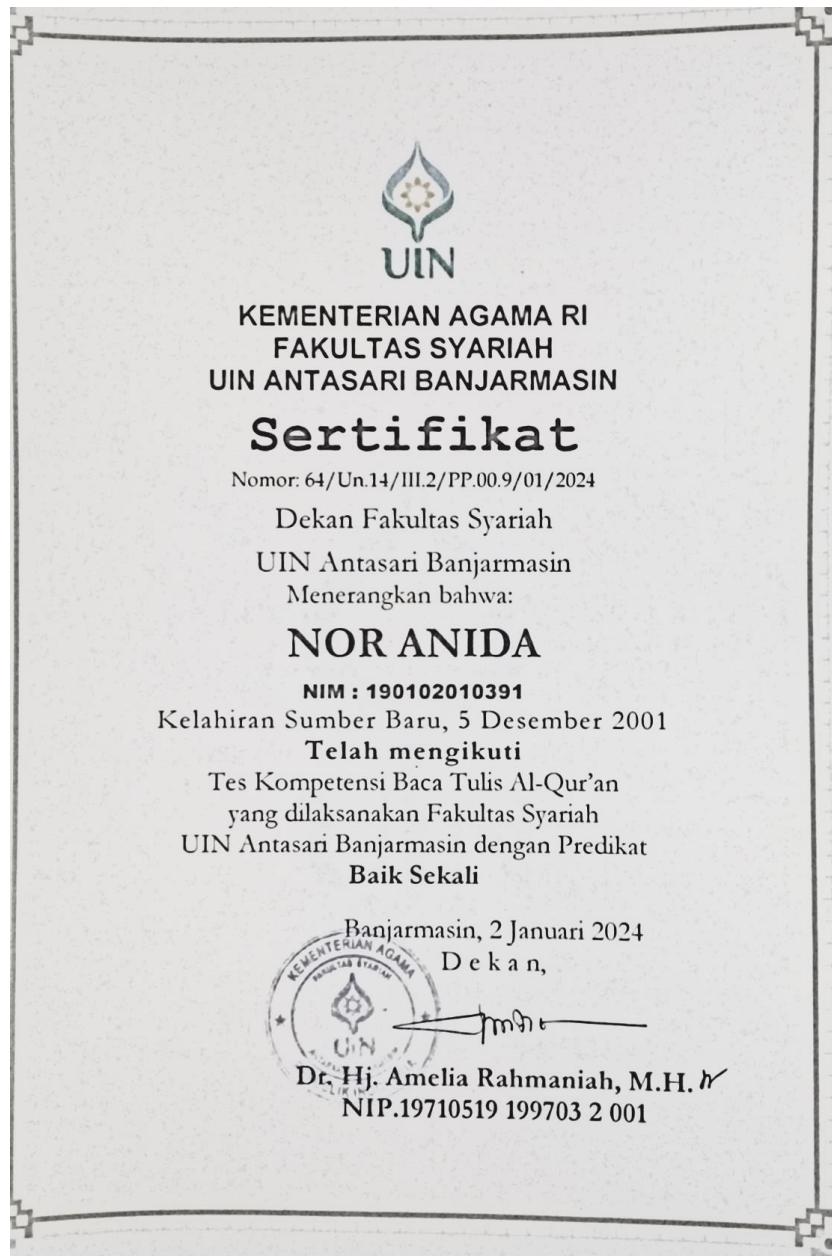 UIN
KEMENTERIAN AGAMA RI
FAKULTAS SYARIAH
UIN ANTASARI BANJARMASIN
Sertifikat
Nomor: 64/Un.14/III.2/PP.00.9/01/2024
Dekan Fakultas Syariah
UIN Antasari Banjarmasin
Menerangkan bahwa:
NOR ANIDA
NIM : 190102010391
Kelahiran Sumber Baru, 5 Desember 2001
Telah mengikuti
Tes Kompetensi Baca Tulis Al-Qur'an
yang dilaksanakan Fakultas Syariah
UIN Antasari Banjarmasin dengan Predikat
Baik Sekali
Banjarmasin, 2 Januari 2024
D e k a n,
KEMENTERIAN AGAMA
FAKULTAS SYARIAH
UIN
Dr. Hj. Amelia Rahmaniah, M.H.
NIP.19710519 199703 2 001